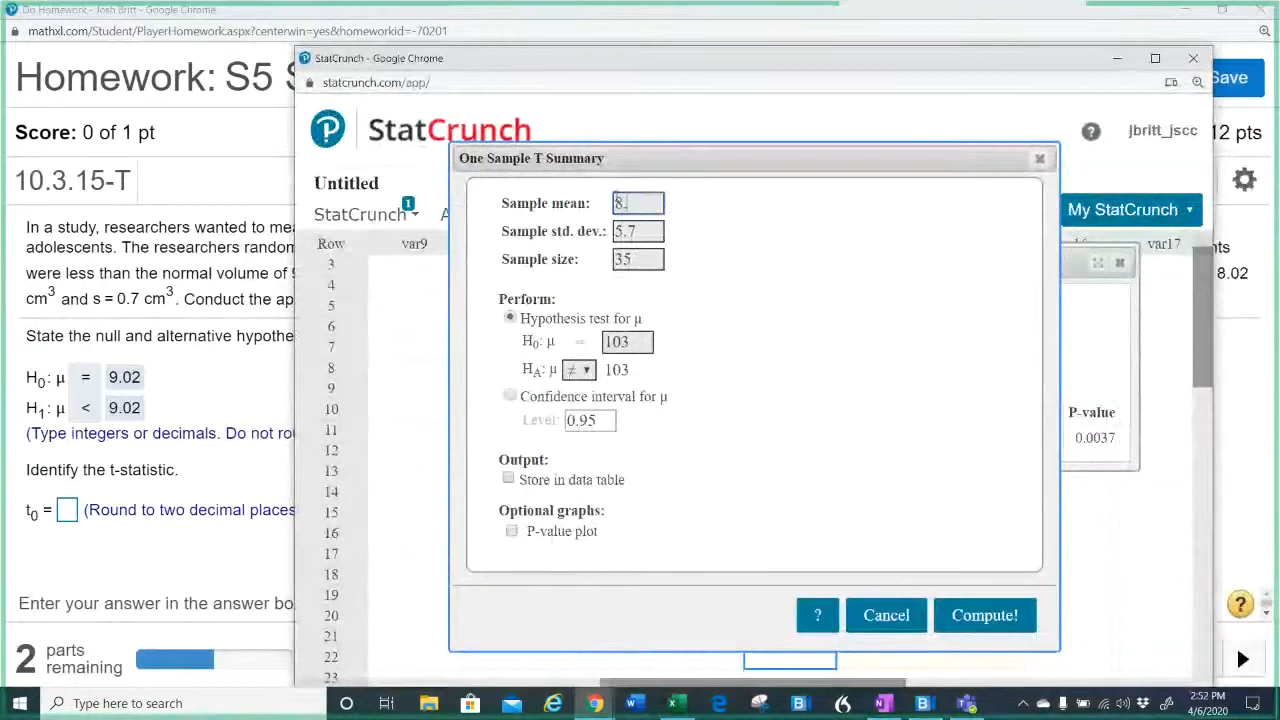 Do Homework - Josh Britt - Google Chrome
mathxl.com/Student/PlayerHomework.aspx?centerwin=yes&homeworkid=-70201
Homework: S5 S
Save
Score: 0 of 1 pt
12 pts
10.3.15-T
In a study, researchers wanted to me
adolescents. The researchers random
were less than the normal volume of 9
8.02
cm3 and s = 0.7 cm3. Conduct the ap
State the null and alternative hypothe
H0: μ = 9.02
H1: μ < 9.02
(Type integers or decimals. Do not ro
Identify the t-statistic.
t0 = (Round to two decimal places
Enter your answer in the answer bo
2 parts remaining
StatCrunch - Google Chrome
statcrunch.com/app/
P StatCrunch
? jbritt_jscc
Untitled
StatCrunch 1
My StatCrunch
Row var9 var17
3
4
5
6
7
8
9
10
11
12
13
14
15
16
17
18
19
20
21
22
23
P-value
0.0037
One Sample T Summary
Sample mean: 8.
Sample std. dev.: 5.7
Sample size: 35
Perform:
Hypothesis test for μ
H0: μ = 103
HA: μ ≠ 103
Confidence interval for μ
Level: 0.95
Output:
Store in data table
Optional graphs:
P-value plot
? Cancel Compute!
?
Type here to search
2:52 PM
4/6/2020